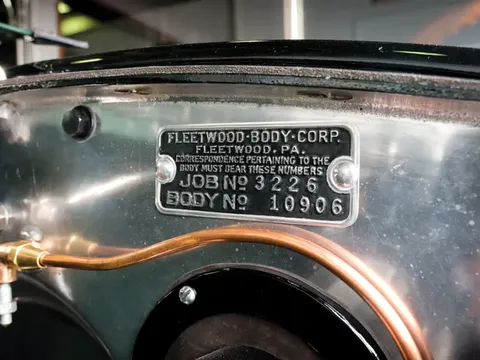 FLEETWOOD·BODY·CORP.
FLEETWOOD. PA.
CORRESPONDENCE PERTAINING TO THE
BODY MUST BEAR THESE NUMBERS
JOB Nº 3226
BODY Nº 10906